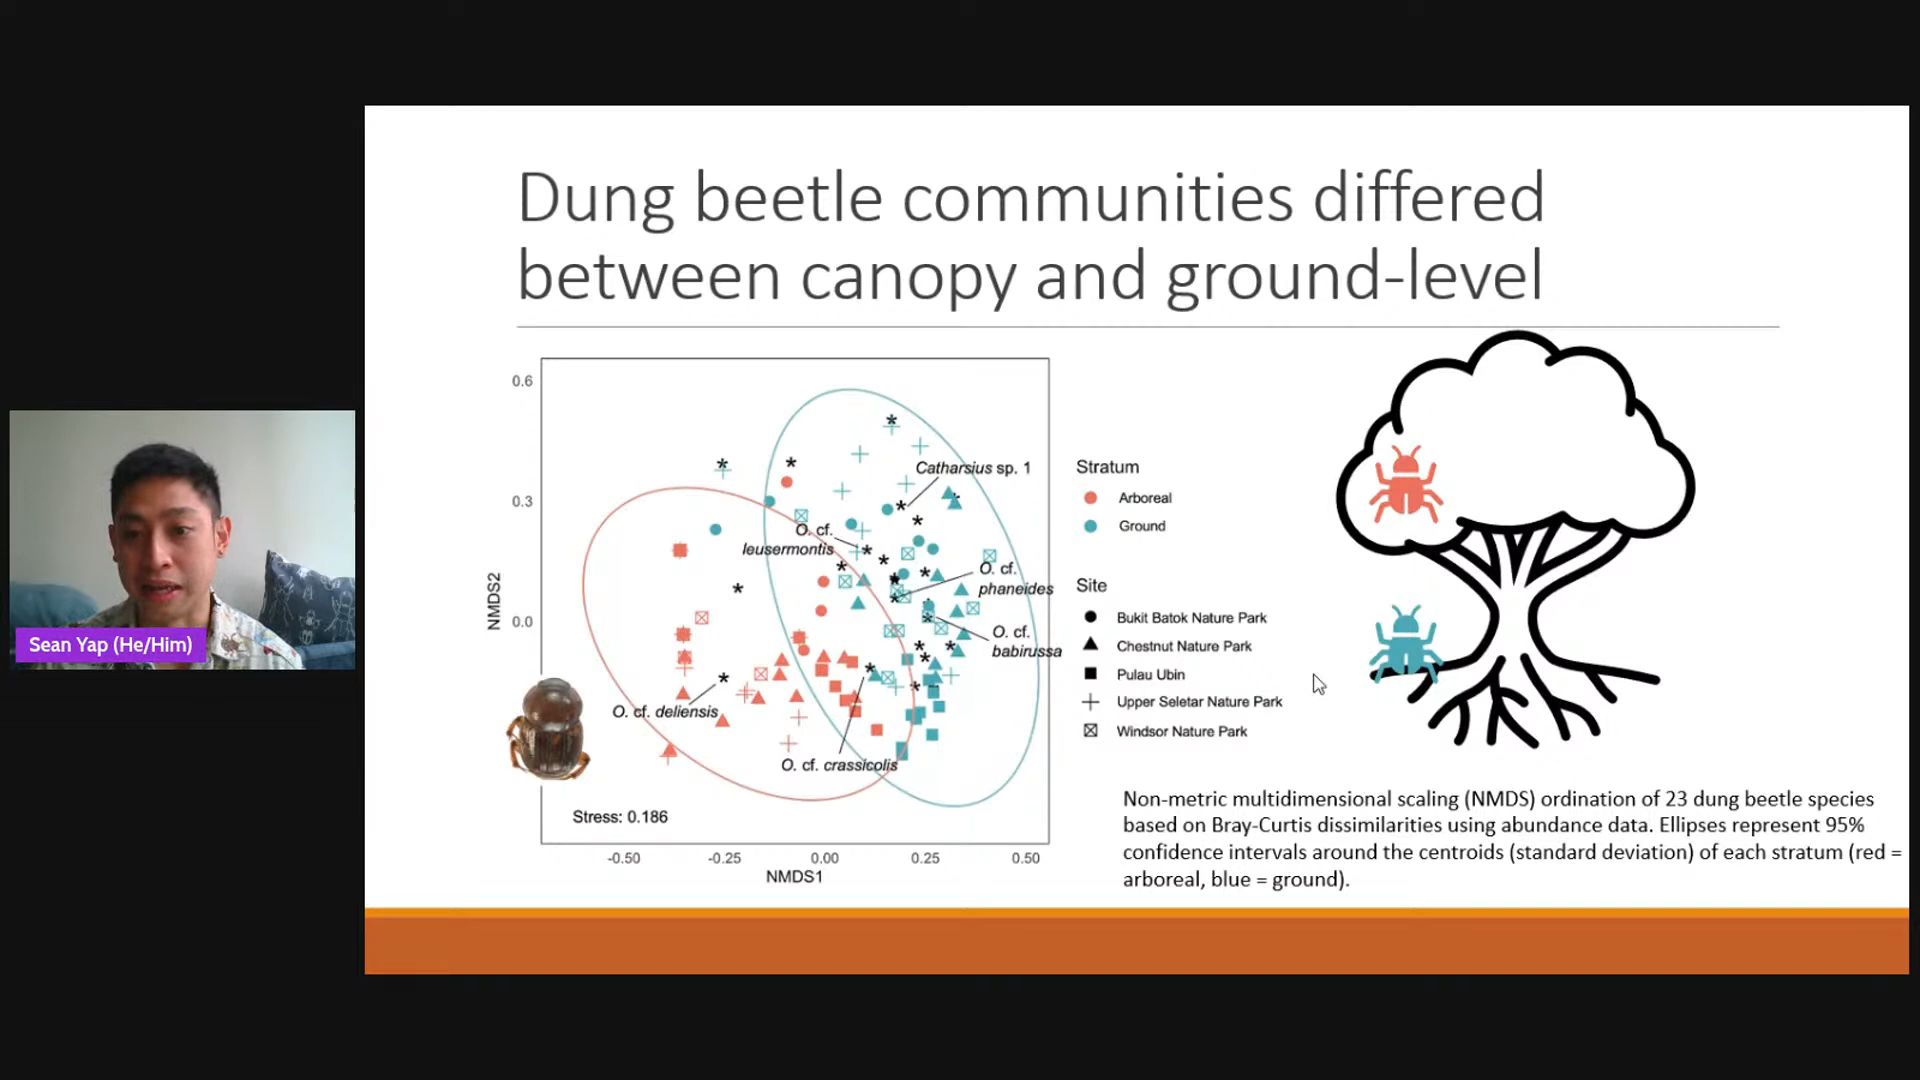 Dung beetle communities differed
between canopy and ground-level
Sean Yap (He/Him)
NMDS2
0.6
0.3
0.0
Catharsius sp. 1
O. cf.
leusermontis
O. cf.
phaneides
O. cf.
babirussa
O. cf. deliensis
O. cf. crassicolis
Stress: 0.186
-0.50
-0.25
0.00
0.25
0.50
NMDS1
Stratum
Arboreal
Ground
Site
Bukit Batok Nature Park
Chestnut Nature Park
Pulau Ubin
Upper Seletar Nature Park
Windsor Nature Park
Non-metric multidimensional scaling (NMDS) ordination of 23 dung beetle species
based on Bray-Curtis dissimilarities using abundance data. Ellipses represent 95%
confidence intervals around the centroids (standard deviation) of each stratum (red =
arboreal, blue = ground).